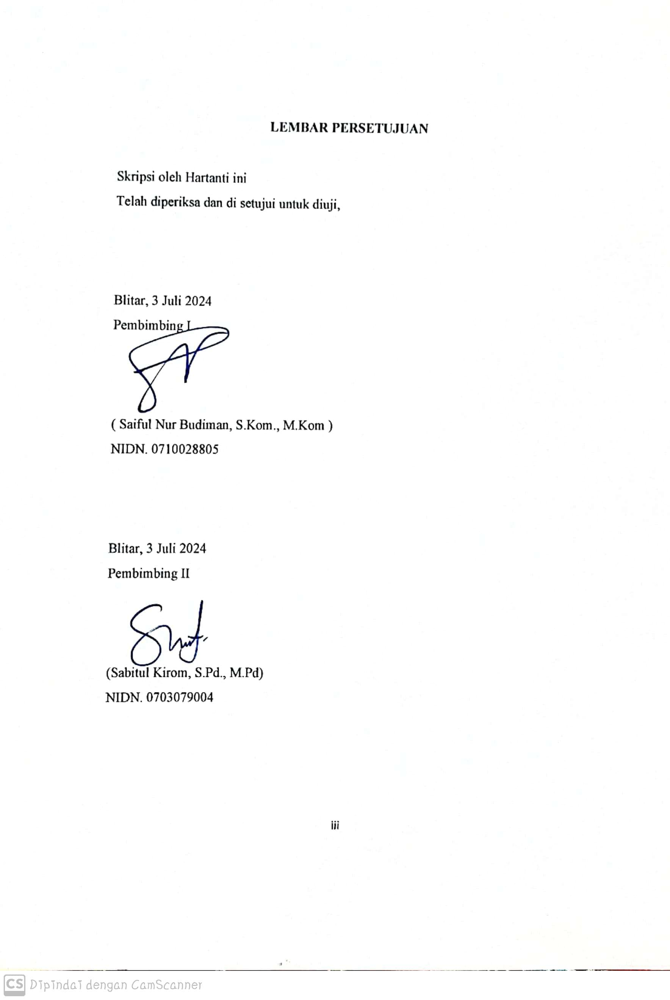 LEMBAR PERSETUJUAN
Skripsi oleh Hartanti ini
Telah diperiksa dan di setujui untuk diuji,
Blitar, 3 Juli 2024
Pembimbing I
( Saiful Nur Budiman, S.Kom., M.Kom )
NIDN. 0710028805
Blitar, 3 Juli 2024
Pembimbing II
(Sabitul Kirom, S.Pd., M.Pd)
NIDN. 0703079004
iii
CS Dipindai dengan CamScanner